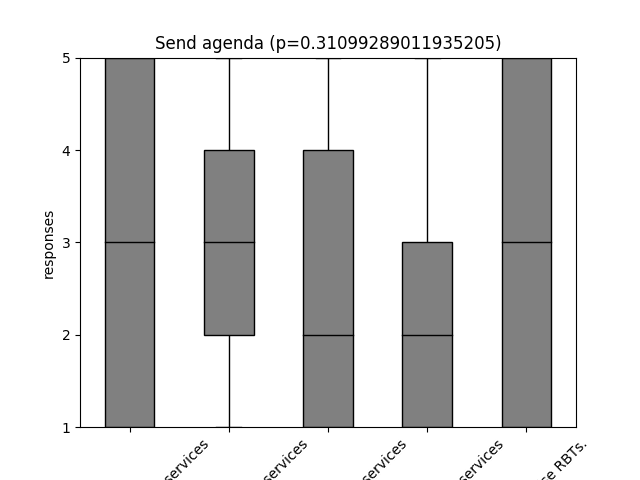 Send agenda (p=0.31099289011935205)
responses
5
4
3
2
1
services
services
services
services
RBTs.